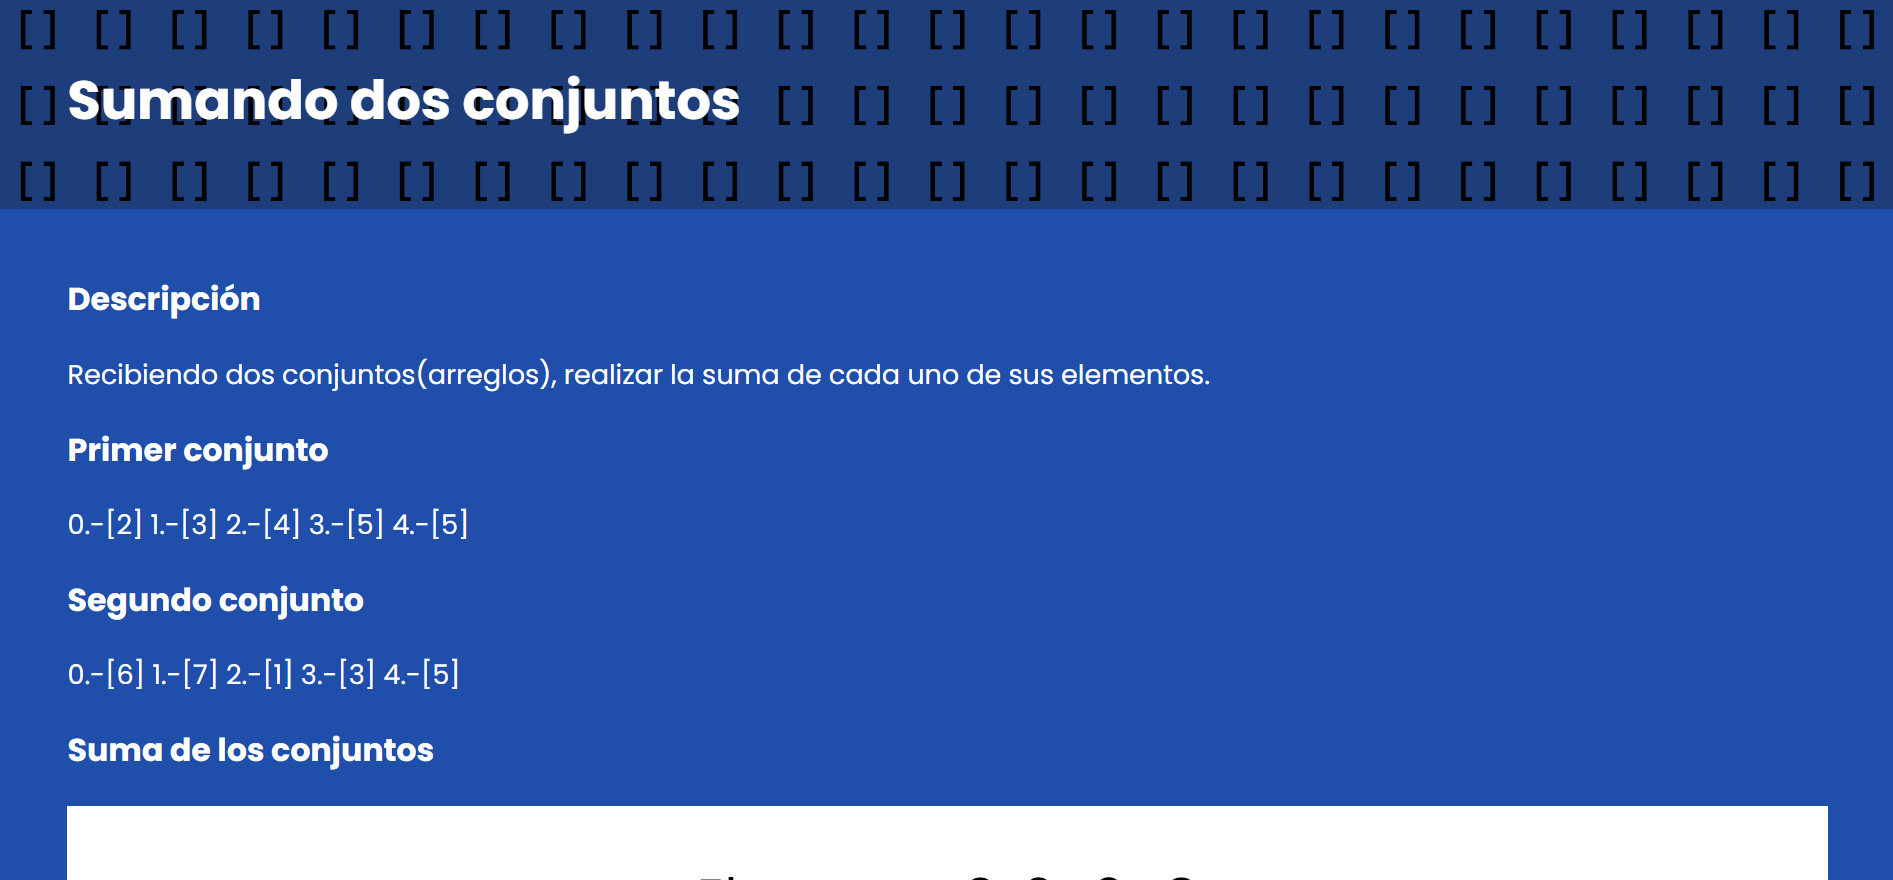 [] [] [] [] [] [] [] [] [] [] [] [] [] [] [] [] [] [] [] [] [] [] [] [] []
Sumando dos conjuntos
[] [] [] [] [] [] [] [] [] [] [] [] [] [] [] [] [] [] [] [] [] [] [] [] []
Descripción
Recibiendo dos conjuntos(arreglos), realizar la suma de cada uno de sus elementos.
Primer conjunto
0.-[2] 1.-[3] 2.-[4] 3.-[5] 4.-[5]
Segundo conjunto
0.-[6] 1.-[7] 2.-[1] 3.-[3] 4.-[5]
Suma de los conjuntos